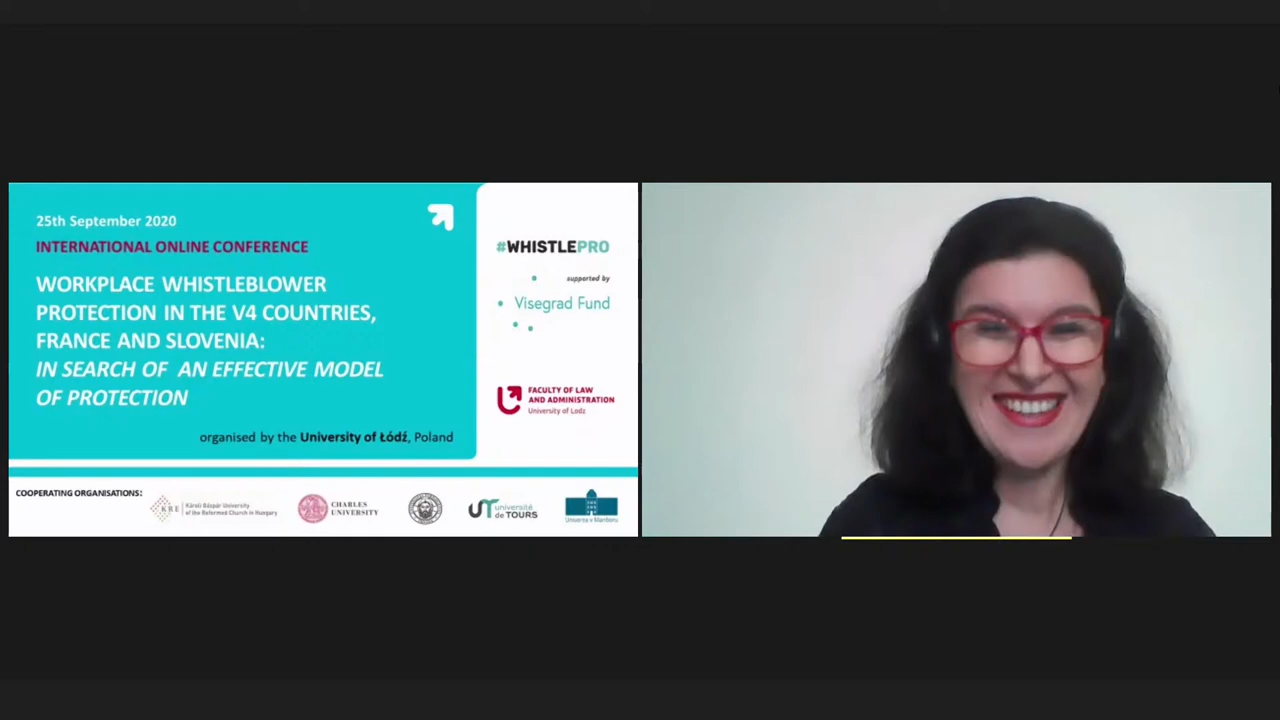 25th September 2020
INTERNATIONAL ONLINE CONFERENCE
WORKPLACE WHISTLEBLOWER
PROTECTION IN THE V4 COUNTRIES,
FRANCE AND SLOVENIA:
IN SEARCH OF AN EFFECTIVE MODEL
OF PROTECTION
organised by the University of Łódź, Poland
#WHISTLEPRO
supported by
Visegrad Fund
FACULTY OF LAW
AND ADMINISTRATION
University of Lodz
COOPERATING ORGANISATIONS:
KRE
Károli Gáspár University
of the Reformed Church in Hungary
CHARLES
UNIVERSITY
UT université
de TOURS
Univerza v Mariboru